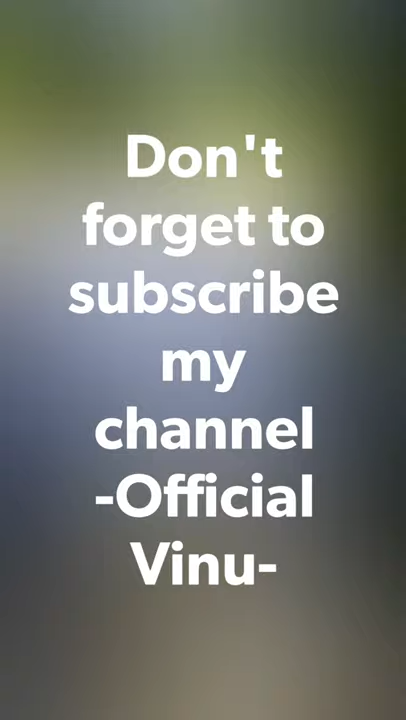 Don't
forget to
subscribe
my
channel
-Official
Vinu-